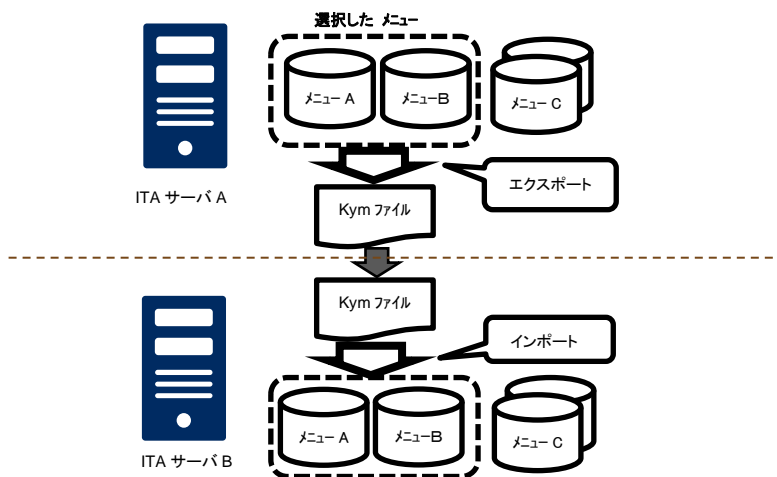 選択した メニュー
メニュー A
メニューB
メニュー C
エクスポート
ITA サーバ A
Kym ファイル
Kym ファイル
インポート
メニュー A
メニューB
メニュー C
ITA サーバ B